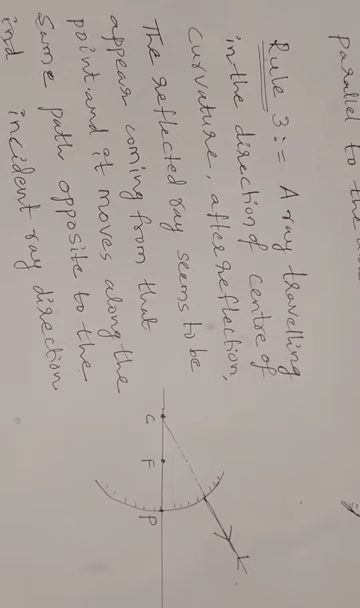 parallel to the
Rule 3:= A ray travelling
in the direction of centre of
curvature, after reflection,
The reflected ray seems to be
appear coming from that
point and it moves along the
same path opposite to the
ind incident ray direction
C F P